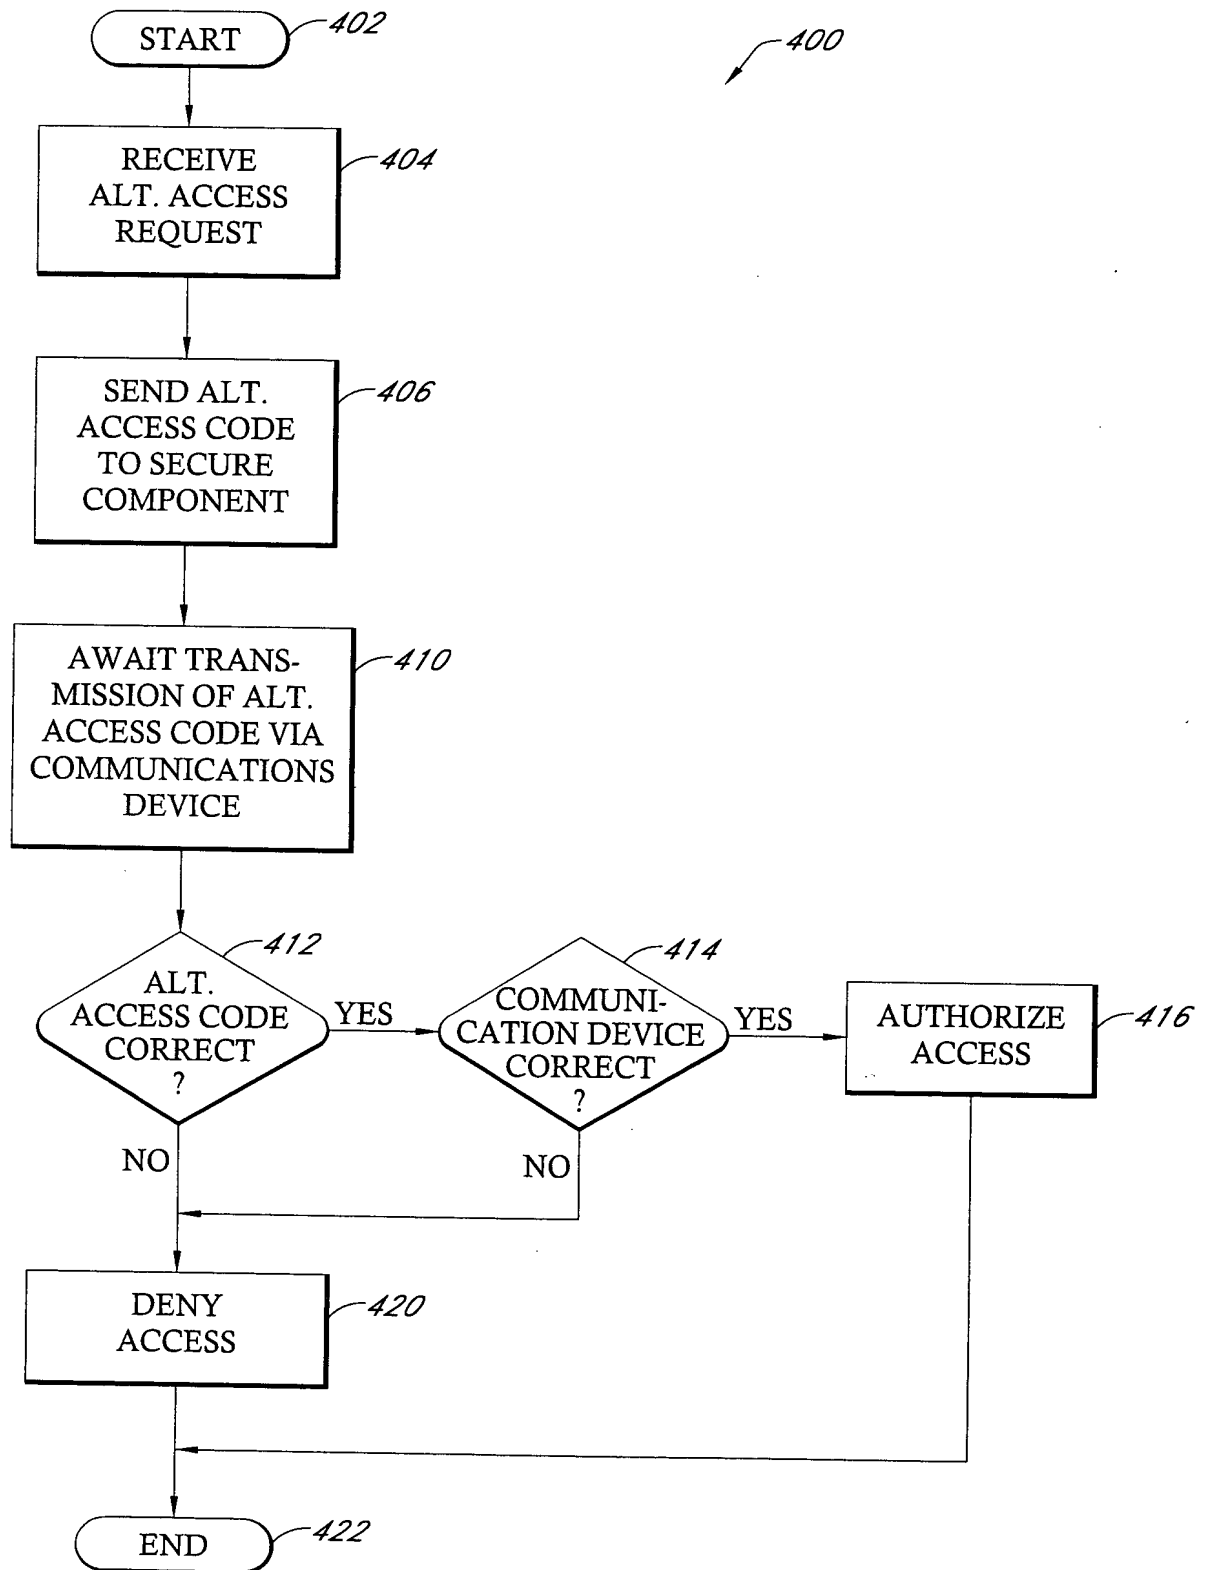 START
402
400
RECEIVE
ALT. ACCESS
REQUEST
404
SEND ALT.
ACCESS CODE
TO SECURE
COMPONENT
406
AWAIT TRANS-
MISSION OF ALT.
ACCESS CODE VIA
COMMUNICATIONS
DEVICE
410
ALT.
ACCESS CODE
CORRECT
?
412
YES
NO
COMMUNI-
CATION DEVICE
CORRECT
?
414
YES
NO
AUTHORIZE
ACCESS
416
DENY
ACCESS
420
END
422